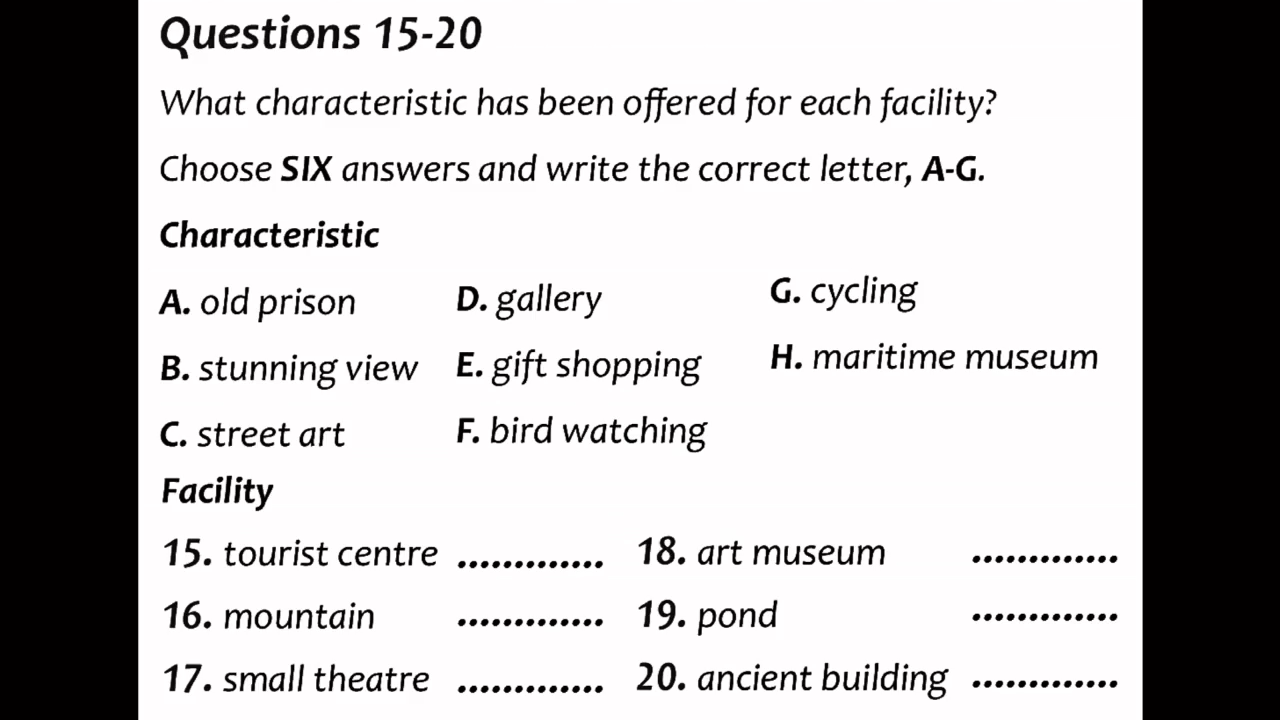 Questions 15-20
What characteristic has been offered for each facility?
Choose SIX answers and write the correct letter, A-G.
Characteristic
A. old prison D. gallery G. cycling
B. stunning view E. gift shopping H. maritime museum
C. street art F. bird watching
Facility
15. tourist centre ............. 18. art museum .............
16. mountain ............. 19. pond .............
17. small theatre ............. 20. ancient building .............